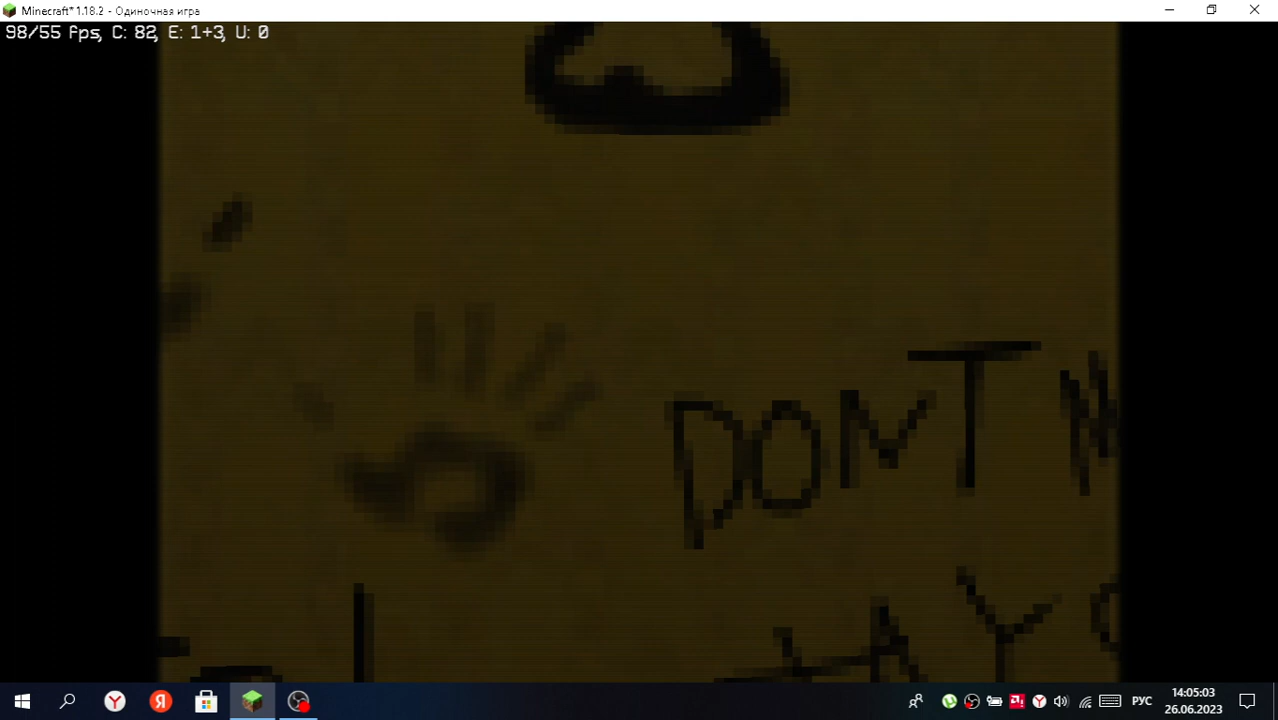 Minecraft* 1.18.2 - Одиночная игра
98/55 fps, C: 82, E: 1+3, U: 0
DONT
РУС
14:05:03
26.06.2023